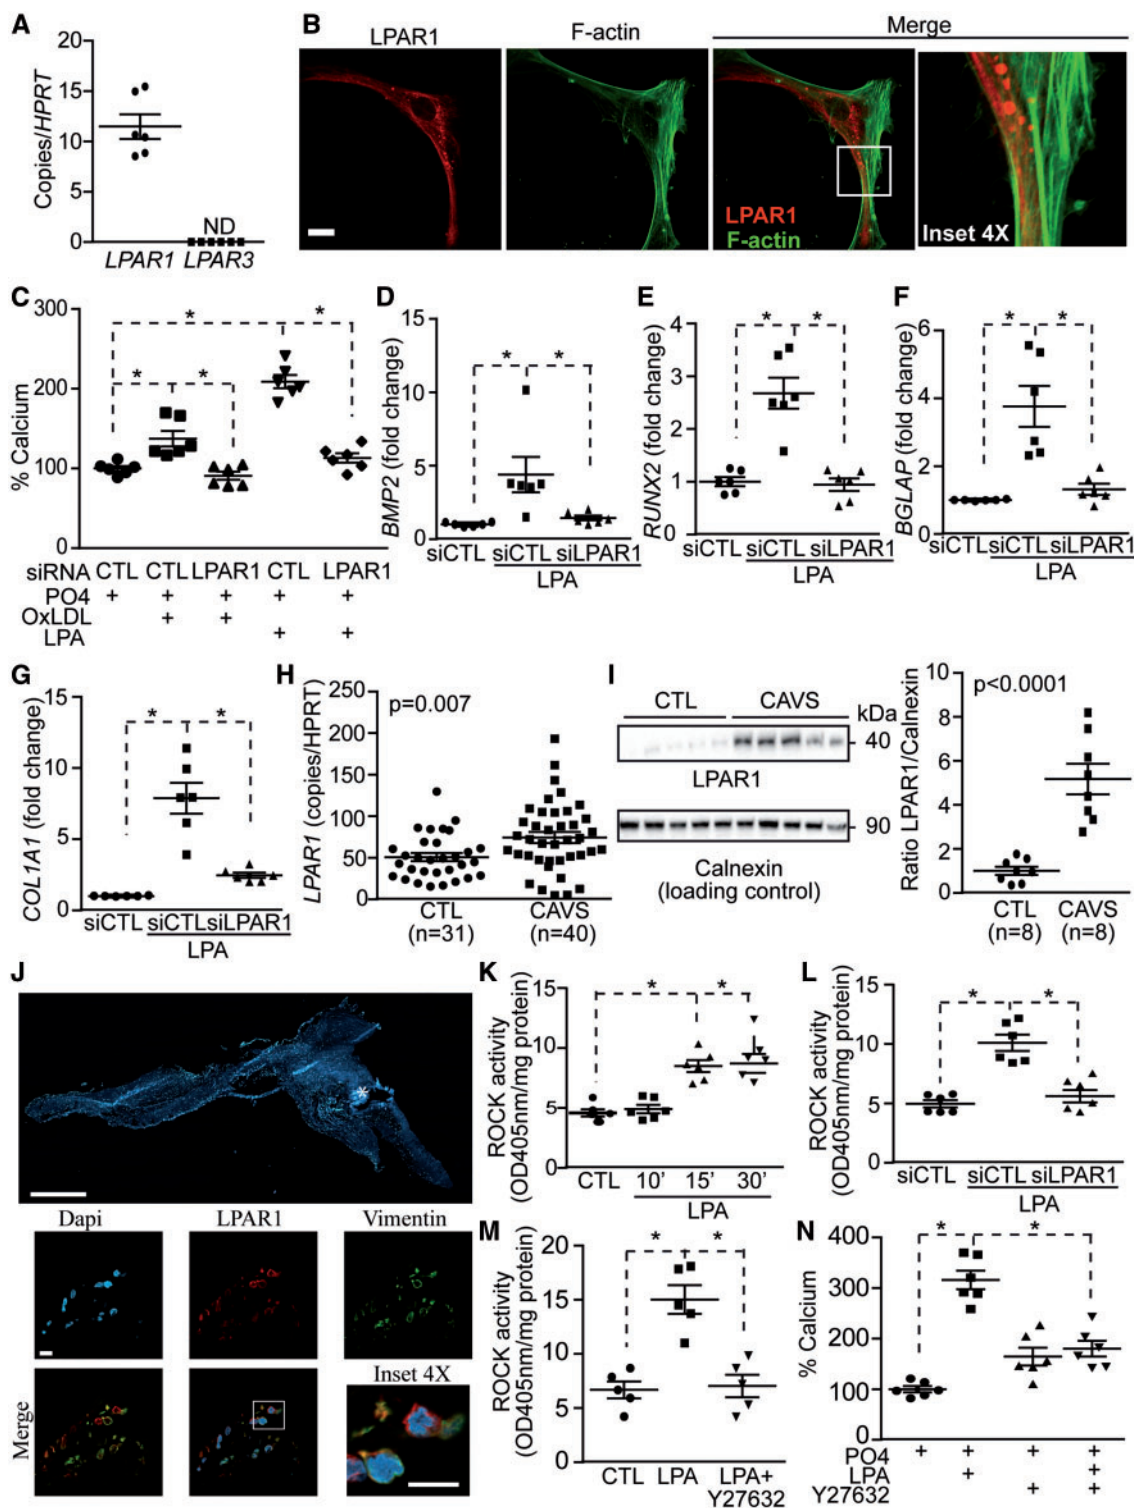 A
20
15
10
5
0
Copies/HPRT
ND
LPAR1 LPAR3
B
LPAR1
F-actin
Merge
LPAR1
F-actin
Inset 4X
C
300
200
100
0
% Calcium
siRNA CTL CTL LPAR1 CTL LPAR1
PO4 + + + + +
OxLDL + +
LPA + +
D
15
10
5
0
BMP2 (fold change)
* *
siCTL siCTL siLPAR1
LPA
E
4
3
2
1
0
RUNX2 (fold change)
* *
siCTL siCTL siLPAR1
LPA
F
6
4
2
0
BGLAP (fold change)
* *
siCTL siCTL siLPAR1
LPA
G
15
10
5
0
COL1A1 (fold change)
* *
siCTL siCTL siLPAR1
LPA
H
250
200
150
100
50
0
LPAR1 (copies/HPRT)
p=0.007
CTL CAVS
(n=31) (n=40)
I
CTL CAVS kDa
- 40
LPAR1
- 90
Calnexin
(loading control)
10
8
6
4
2
0
Ratio LPAR1/Calnexin
p<0.0001
CTL CAVS
(n=8) (n=8)
J
*
Dapi LPAR1 Vimentin
Merge
Inset 4X
K
15
10
5
0
ROCK activity
(OD405nm/mg protein)
* *
CTL 10' 15' 30'
LPA
L
15
10
5
0
ROCK activity
(OD405nm/mg protein)
* *
siCTL siCTL siLPAR1
LPA
M
20
15
10
5
0
ROCK activity
(OD405nm/mg protein)
* *
CTL LPA LPA+
Y27632
N
400
300
200
100
0
% Calcium
* *
PO4 + + + +
LPA + +
Y27632 + +